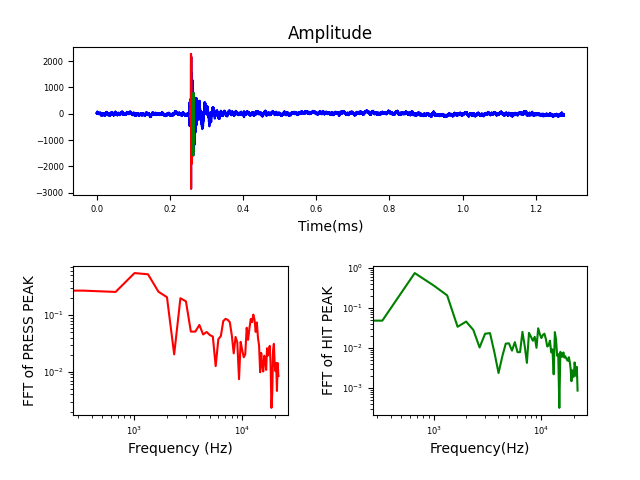 Amplitude
2000
1000
0
−1000
−2000
−3000
0.0 0.2 0.4 0.6 0.8 1.0 1.2
Time(ms)
FFT of PRESS PEAK
10⁻¹
10⁻²
10³ 10⁴
Frequency (Hz)
FFT of HIT PEAK
10⁰
10⁻¹
10⁻²
10⁻³
10³ 10⁴
Frequency(Hz)